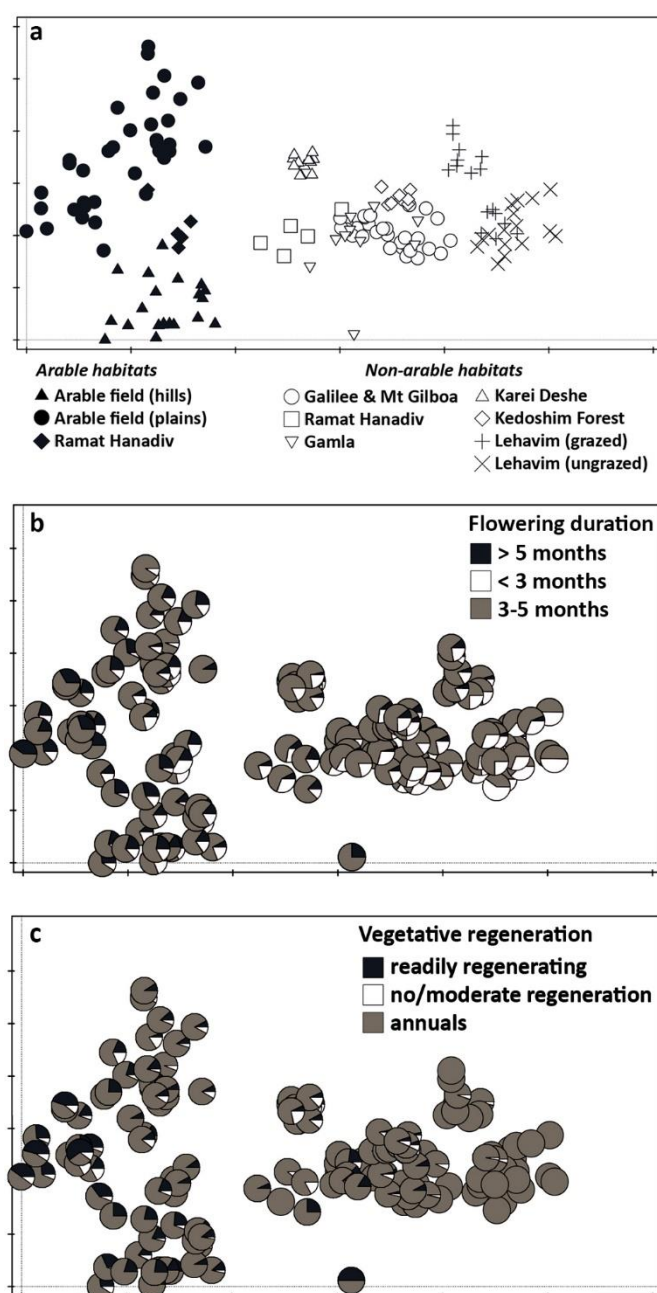 a
Arable habitats
Non-arable habitats
Arable field (hills)
Arable field (plains)
Ramat Hanadiv
Galilee & Mt Gilboa
Ramat Hanadiv
Gamla
Karei Deshe
Kedoshim Forest
Lehavim (grazed)
Lehavim (ungrazed)
b
Flowering duration
> 5 months
< 3 months
3-5 months
c
Vegetative regeneration
readily regenerating
no/moderate regeneration
annuals